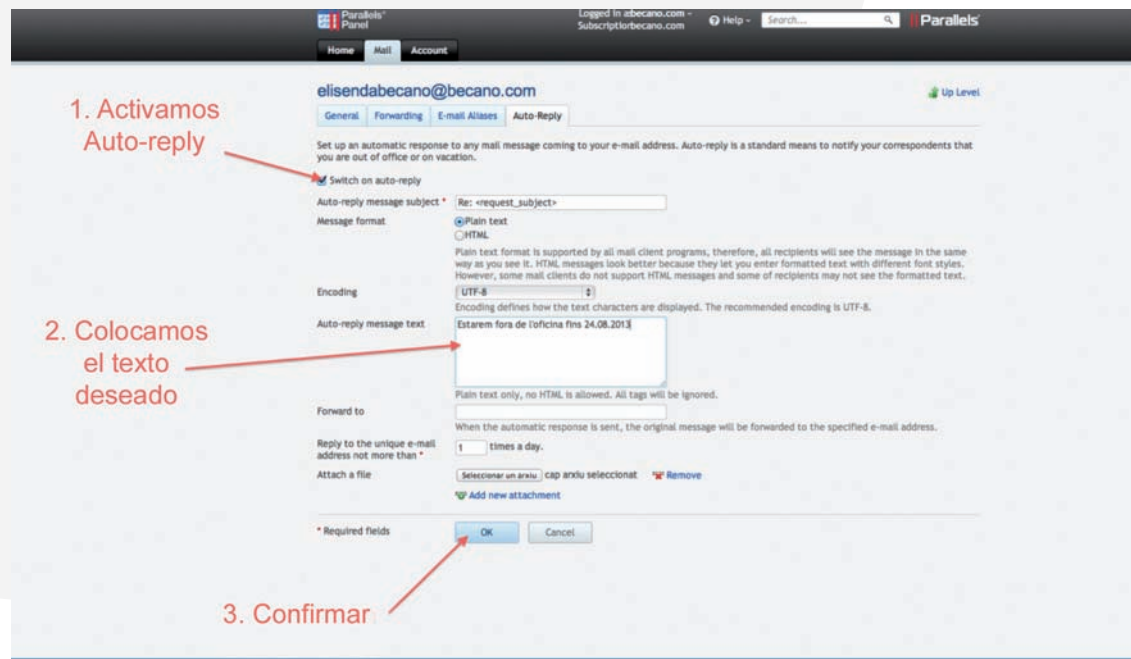 Parallels®
Panel
Logged in as becano.com -
Subscription becano.com
Help -
Search...
Parallels®
Home Mail Account
elisendabecano@becano.com
Up Level
General Forwarding E-mail Aliases Auto-Reply
1. Activamos
Auto-reply
Set up an automatic response to any mail message coming to your e-mail address. Auto-reply is a standard means to notify your correspondents that
you are out of office or on vacation.
Switch on auto-reply
Auto-reply message subject * Re: <request_subject>
Message format Plain text
HTML
Plain text format is supported by all mail client programs, therefore, all recipients will see the message in the same
way as you see it. HTML messages look better because they let you enter formatted text with different font styles.
However, some mail clients do not support HTML messages and some of recipients may not see the formatted text.
Encoding UTF-8
Encoding defines how the text characters are displayed. The recommended encoding is UTF-8.
2. Colocamos
el texto
deseado
Auto-reply message text Estarem fora de l'oficina fins 24.08.2013
Plain text only, no HTML is allowed. All tags will be ignored.
Forward to
When the automatic response is sent, the original message will be forwarded to the specified e-mail address.
Reply to the unique e-mail
address not more than * 1 times a day.
Attach a file Seleccionar un arxiu cap arxiu seleccionat Remove
Add new attachment
* Required fields OK Cancel
3. Confirmar